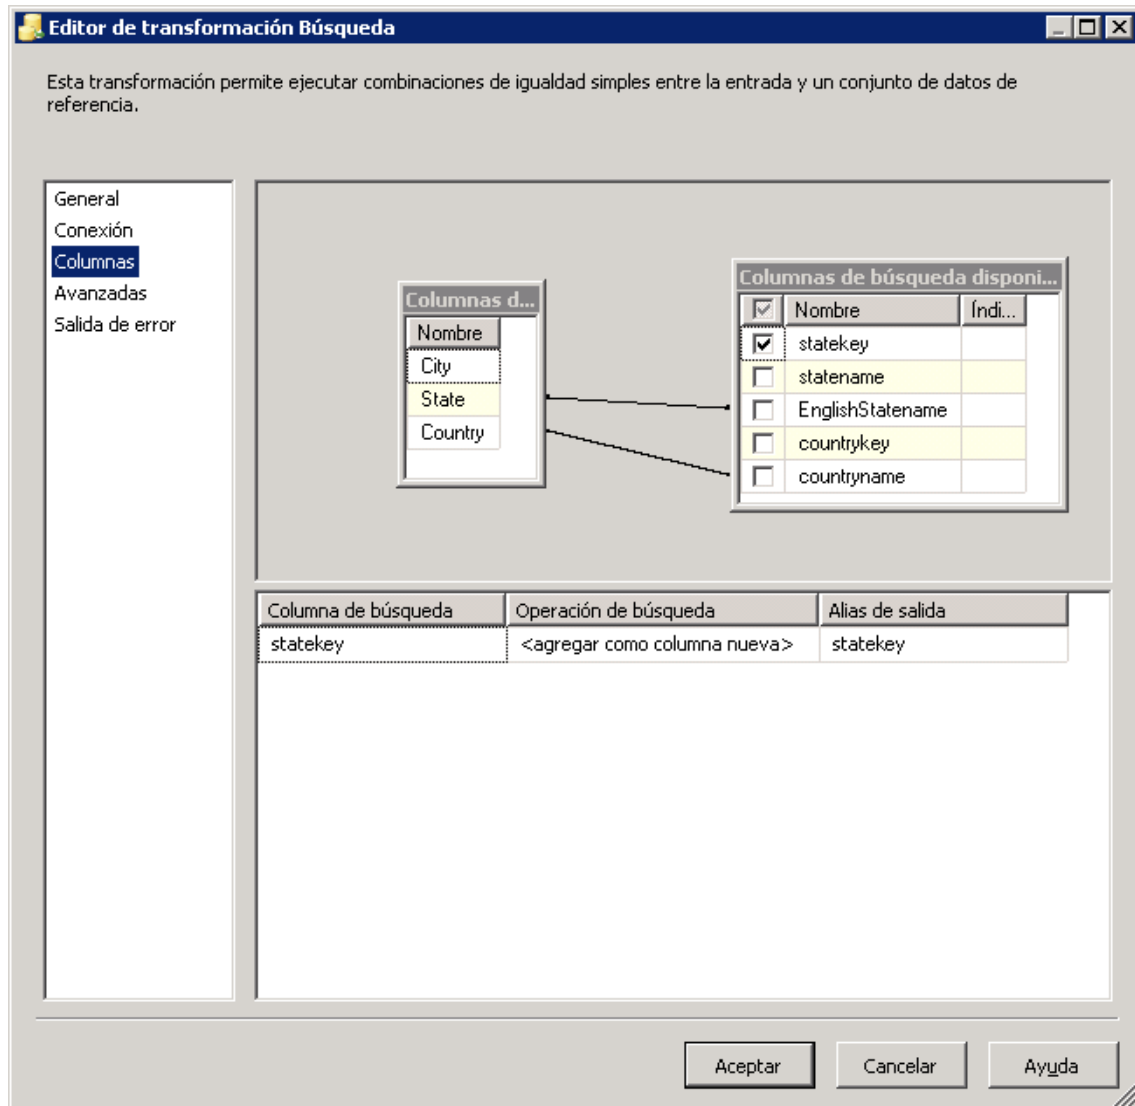 Editor de transformación Búsqueda
Esta transformación permite ejecutar combinaciones de igualdad simples entre la entrada y un conjunto de datos de
referencia.
General
Conexión
Columnas
Avanzadas
Salida de error
Columnas d...
Nombre
City
State
Country
Columnas de búsqueda disponi...
Nombre Índi...
statekey
statename
EnglishStatename
countrykey
countryname
Columna de búsqueda Operación de búsqueda Alias de salida
statekey <agregar como columna nueva> statekey
Aceptar Cancelar Ayuda